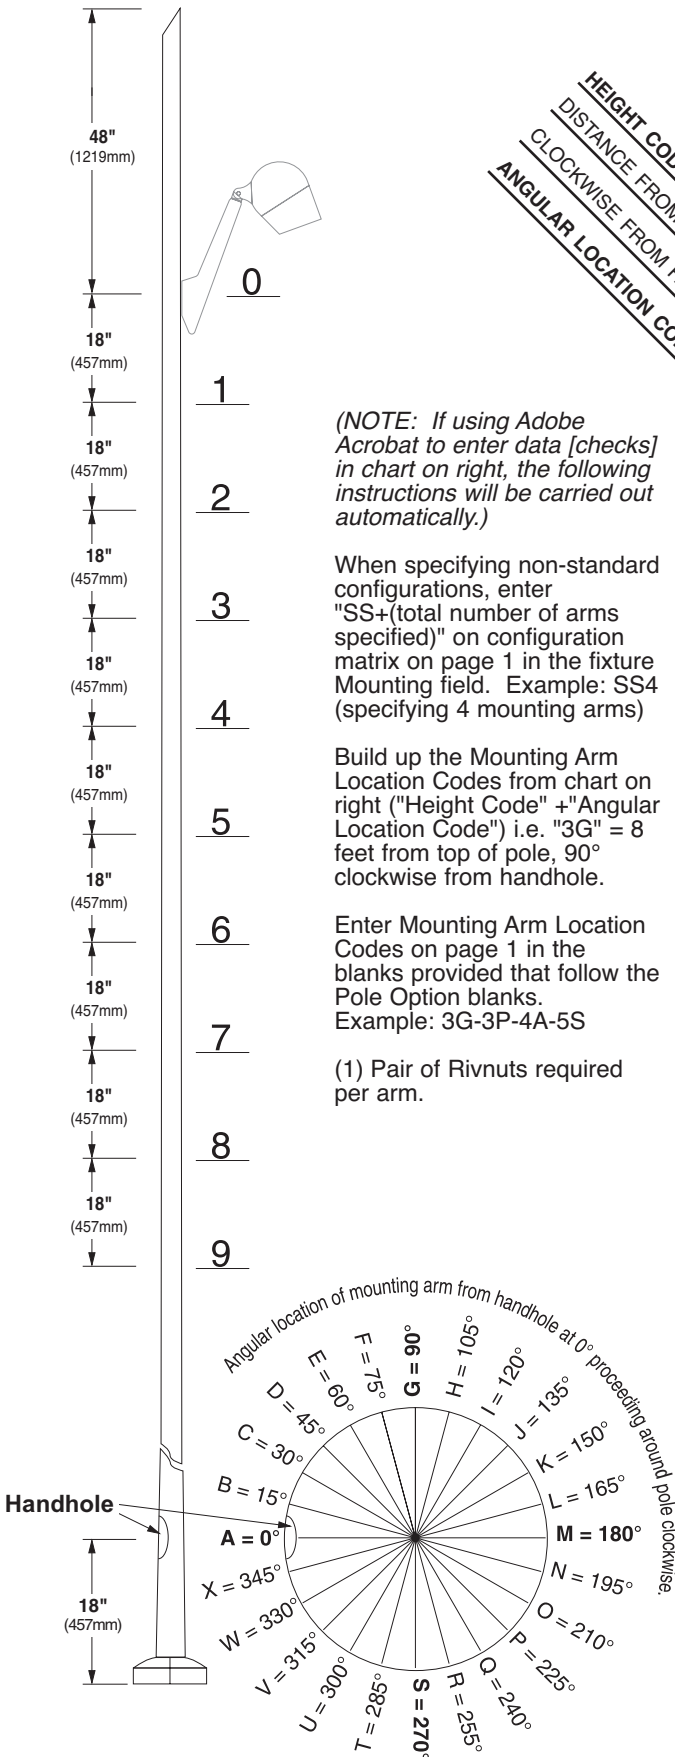 48"
(1219mm)
0
18"
(457mm)
1
18"
(457mm)
2
18"
(457mm)
3
18"
(457mm)
4
18"
(457mm)
5
18"
(457mm)
6
18"
(457mm)
7
18"
(457mm)
8
18"
(457mm)
9
HEIGHT COD
DISTANCE FROM
CLOCKWISE FROM
ANGULAR LOCATION
(NOTE: If using Adobe
Acrobat to enter data [checks]
in chart on right, the following
instructions will be carried out
automatically.)
When specifying non-standard
configurations, enter
"SS+(total number of arms
specified)" on configuration
matrix on page 1 in the fixture
Mounting field. Example: SS4
(specifying 4 mounting arms)
Build up the Mounting Arm
Location Codes from chart on
right ("Height Code" +"Angular
Location Code") i.e. "3G" = 8
feet from top of pole, 90°
clockwise from handhole.
Enter Mounting Arm Location
Codes on page 1 in the
blanks provided that follow the
Pole Option blanks.
Example: 3G-3P-4A-5S
(1) Pair of Rivnuts required
per arm.
Angular location of mounting arm from handhole at 0° proceeding around pole clockwise.
Handhole
18"
(457mm)
A = 0°
B = 15°
C = 30°
D = 45°
E = 60°
F = 75°
G = 90°
H = 105°
I = 120°
J = 135°
K = 150°
L = 165°
M = 180°
N = 195°
O = 210°
P = 225°
Q = 240°
R = 255°
S = 270°
T = 285°
U = 300°
V = 315°
W = 330°
X = 345°